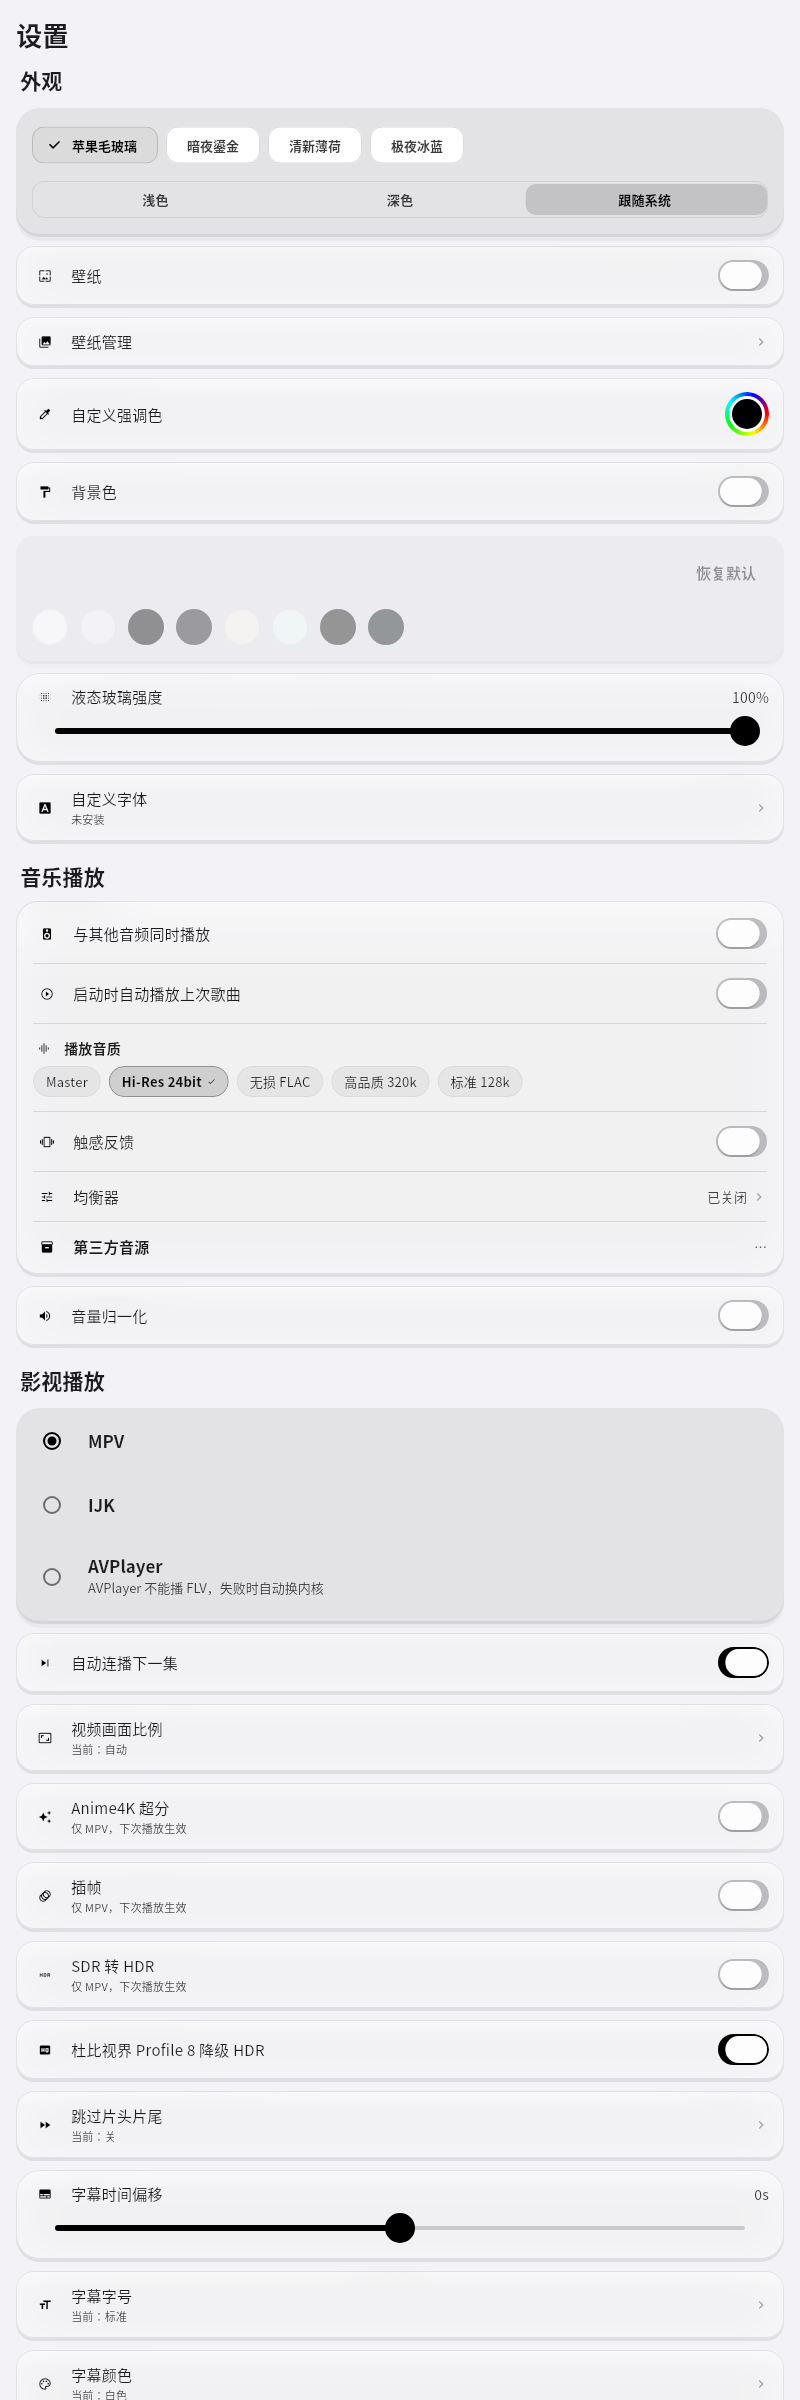 设置
外观
苹果毛玻璃 暗夜鎏金 清新薄荷 极夜冰蓝
浅色 深色 跟随系统
壁纸
壁纸管理
自定义强调色
背景色
恢复默认
液态玻璃强度 100%
自定义字体
未安装
音乐播放
与其他音频同时播放
启动时自动播放上次歌曲
播放音质
Master Hi-Res 24bit 无损 FLAC 高品质 320k 标准 128k
触感反馈
均衡器 已关闭
第三方音源 ...
音量归一化
影视播放
MPV
IJK
AVPlayer
AVPlayer 不能播 FLV，失败时自动换内核
自动连播下一集
视频画面比例
当前：自动
Anime4K 超分
仅 MPV，下次播放生效
插帧
仅 MPV，下次播放生效
SDR 转 HDR
仅 MPV，下次播放生效
杜比视界 Profile 8 降级 HDR
跳过片头片尾
当前：关
字幕时间偏移 0s
字幕字号
当前：标准
字幕颜色
当前：白色